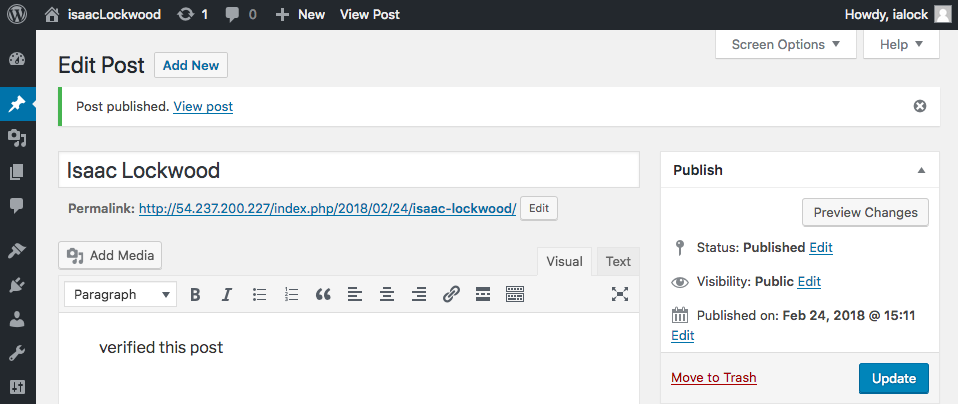 isaacLockwood 1 0 + New View Post Howdy, ialock
Screen Options Help
Edit Post Add New
Post published. View post
Isaac Lockwood
Permalink: http://54.237.200.227/index.php/2018/02/24/isaac-lockwood/ Edit
Add Media Visual Text
Paragraph B I
verified this post
Publish
Preview Changes
Status: Published Edit
Visibility: Public Edit
Published on: Feb 24, 2018 @ 15:11
Edit
Move to Trash Update